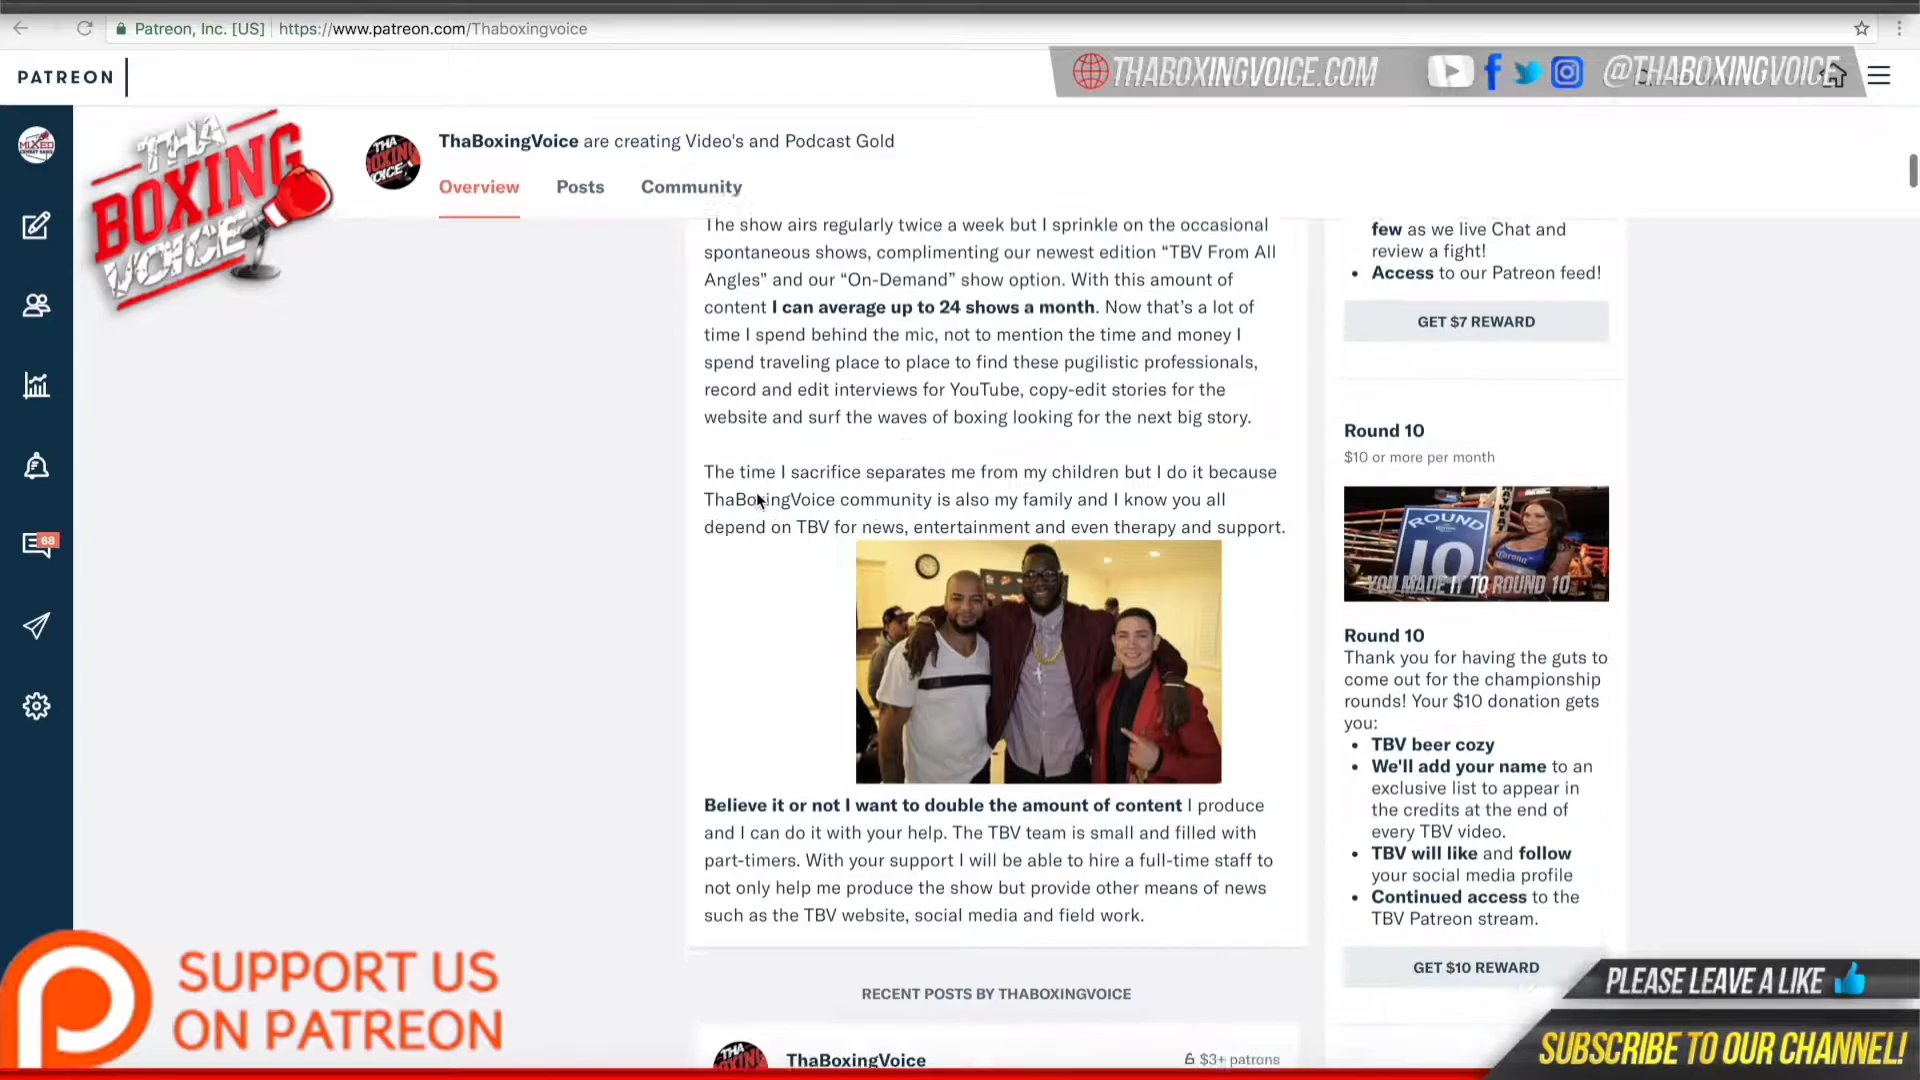 Patreon, Inc. [US] https://www.patreon.com/Thaboxingvoice
PATREON
THABOXINGVOICE.COM
@THABOXINGVOICE
MIXED
THA
BOXING
VOICE
THA
BOXING
VOICE
ThaBoxingVoice are creating Video's and Podcast Gold
Overview Posts Community
The show airs regularly twice a week but I sprinkle on the occasional
spontaneous shows, complimenting our newest edition “TBV From All
Angles” and our “On-Demand” show option. With this amount of
content I can average up to 24 shows a month. Now that’s a lot of
time I spend behind the mic, not to mention the time and money I
spend traveling place to place to find these pugilistic professionals,
record and edit interviews for YouTube, copy-edit stories for the
website and surf the waves of boxing looking for the next big story.
The time I sacrifice separates me from my children but I do it because
ThaBoxingVoice community is also my family and I know you all
depend on TBV for news, entertainment and even therapy and support.
Believe it or not I want to double the amount of content I produce
and I can do it with your help. The TBV team is small and filled with
part-timers. With your support I will be able to hire a full-time staff to
not only help me produce the show but provide other means of news
such as the TBV website, social media and field work.
RECENT POSTS BY THABOXINGVOICE
THA
BOXING
ThaBoxingVoice
$3+ patrons
few as we live Chat and
review a fight!
• Access to our Patreon feed!
GET $7 REWARD
Round 10
$10 or more per month
ROUND
Corona
10
Corona
YOU MADE IT TO ROUND 10
Round 10
Thank you for having the guts to
come out for the championship
rounds! Your $10 donation gets
you:
• TBV beer cozy
• We'll add your name to an
exclusive list to appear in
the credits at the end of
every TBV video.
• TBV will like and follow
your social media profile
• Continued access to the
TBV Patreon stream.
GET $10 REWARD
68
SUPPORT US
ON PATREON
PLEASE LEAVE A LIKE
SUBSCRIBE TO OUR CHANNEL!